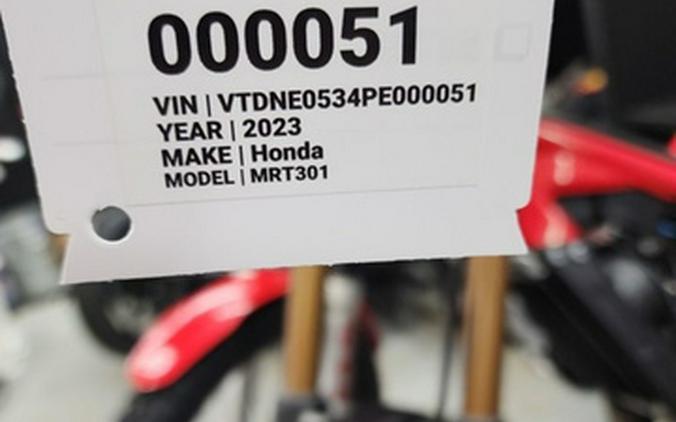 000051
VIN | VTDNE0534PE000051
YEAR | 2023
MAKE | Honda
MODEL | MRT301